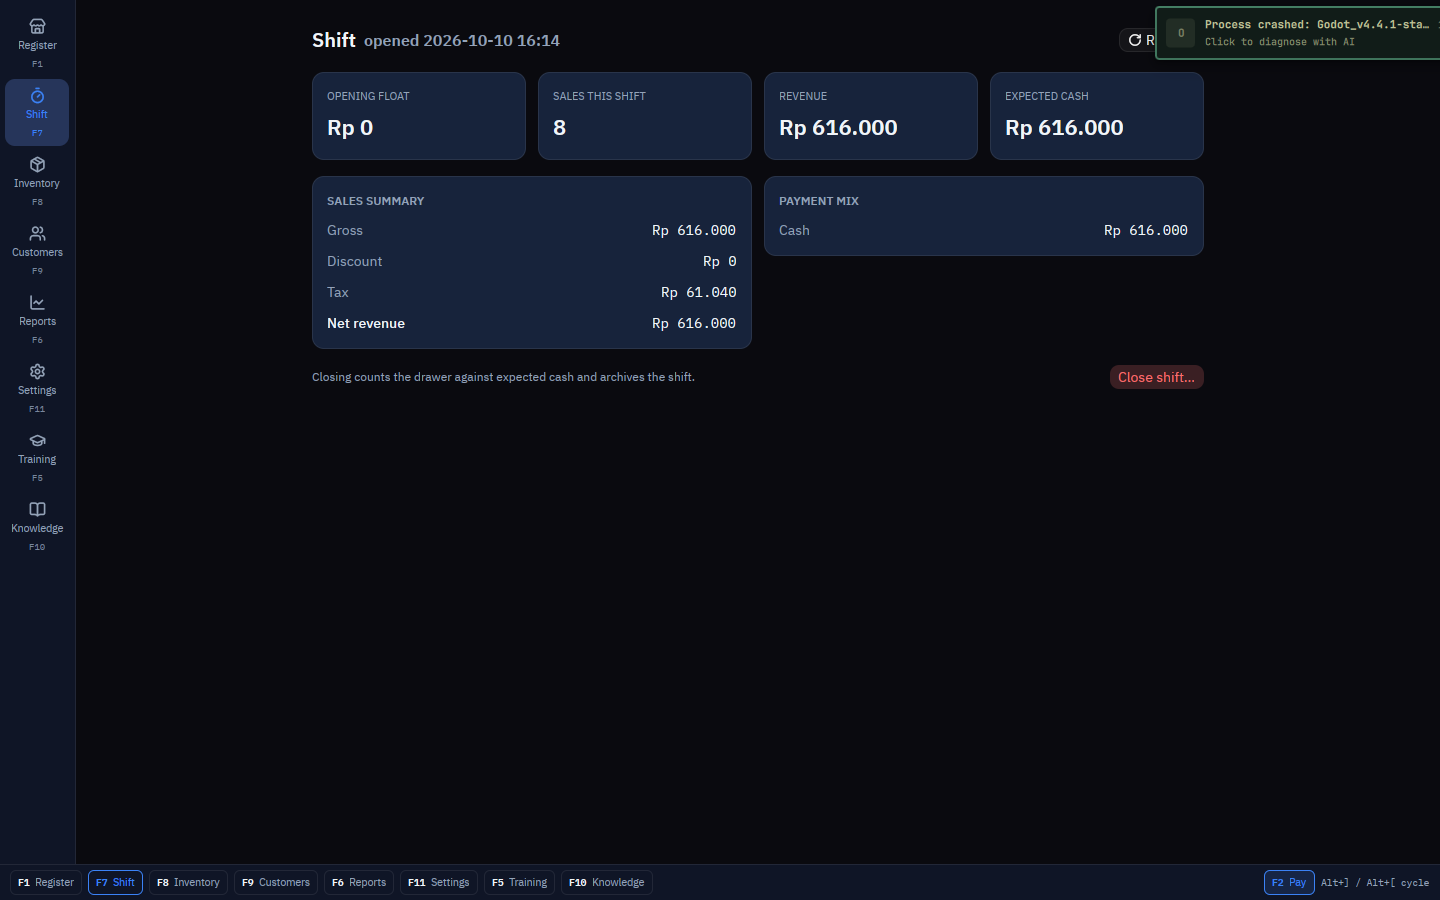 Register
F1
Shift
F7
Inventory
F8
Customers
F9
Reports
F6
Settings
F11
Training
F5
Knowledge
F10
Shift opened 2026-10-10 16:14
R
Process crashed: Godot_v4.4.1-sta…
Click to diagnose with AI
OPENING FLOAT
Rp 0
SALES THIS SHIFT
8
REVENUE
Rp 616.000
EXPECTED CASH
Rp 616.000
SALES SUMMARY
Gross Rp 616.000
Discount Rp 0
Tax Rp 61.040
Net revenue Rp 616.000
PAYMENT MIX
Cash Rp 616.000
Closing counts the drawer against expected cash and archives the shift.
Close shift…
F1 Register F7 Shift F8 Inventory F9 Customers F6 Reports F11 Settings F5 Training F10 Knowledge F2 Pay Alt+] / Alt+[ cycle